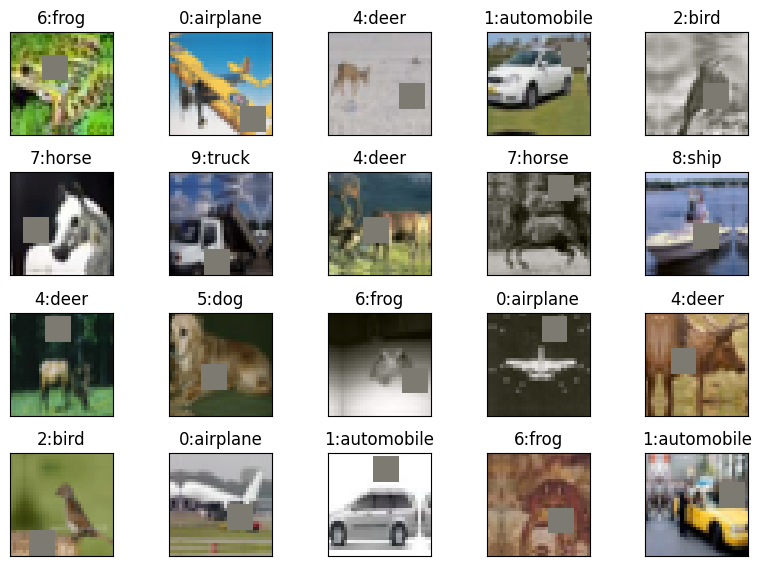 6:frog 0:airplane 4:deer 1:automobile 2:bird
7:horse 9:truck 4:deer 7:horse 8:ship
4:deer 5:dog 6:frog 0:airplane 4:deer
2:bird 0:airplane 1:automobile 6:frog 1:automobile